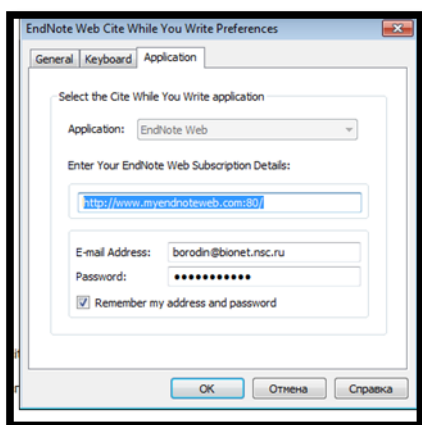 EndNote Web Cite While You Write Preferences
General Keyboard Application
Select the Cite While You Write application
Application: EndNote Web
Enter Your EndNote Web Subscription Details:
http://www.myendnoteweb.com:80/
E-mail Address: borodin@bionet.nsc.ru
Password: •••••••••••
Remember my address and password
OK Отмена Справка